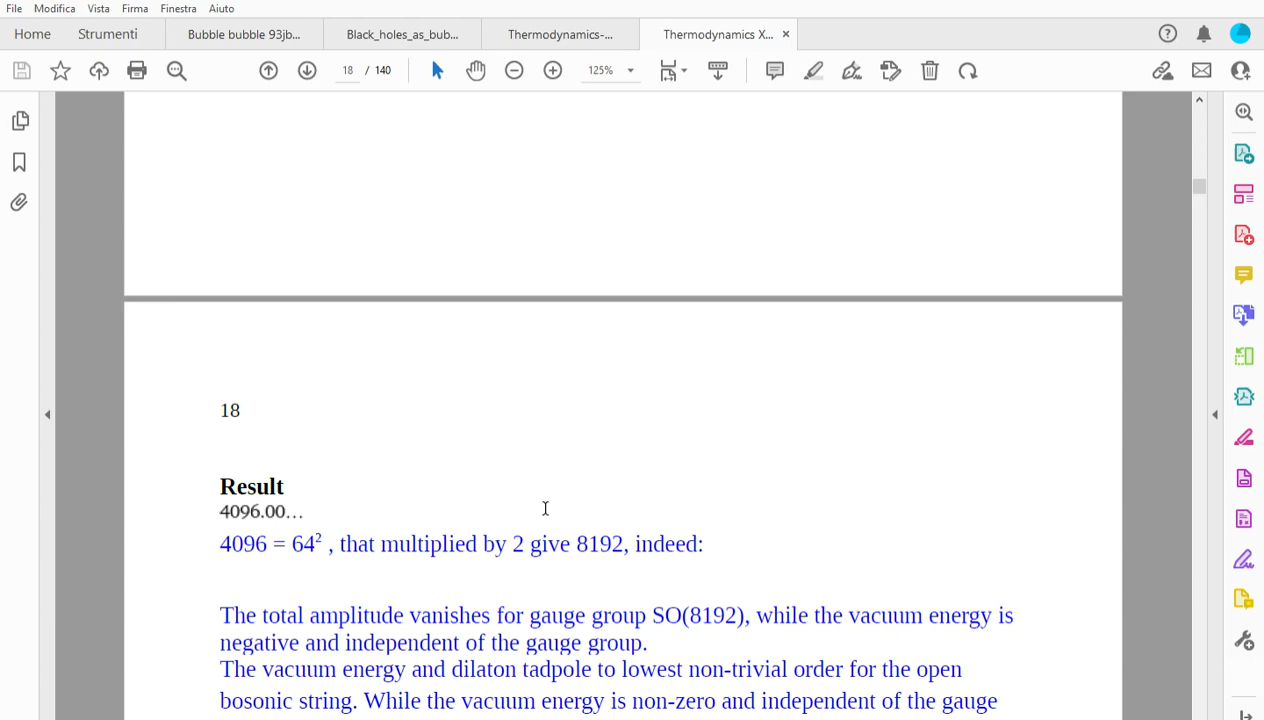 File Modifica Vista Firma Finestra Aiuto
Home Strumenti Bubble bubble 93jb... Black_holes_as_bub... Thermodynamics-... Thermodynamics X... ×
18 / 140 125%
18
Result
4096.00...
4096 = 64² , that multiplied by 2 give 8192, indeed:
The total amplitude vanishes for gauge group SO(8192), while the vacuum energy is
negative and independent of the gauge group.
The vacuum energy and dilaton tadpole to lowest non-trivial order for the open
bosonic string. While the vacuum energy is non-zero and independent of the gauge